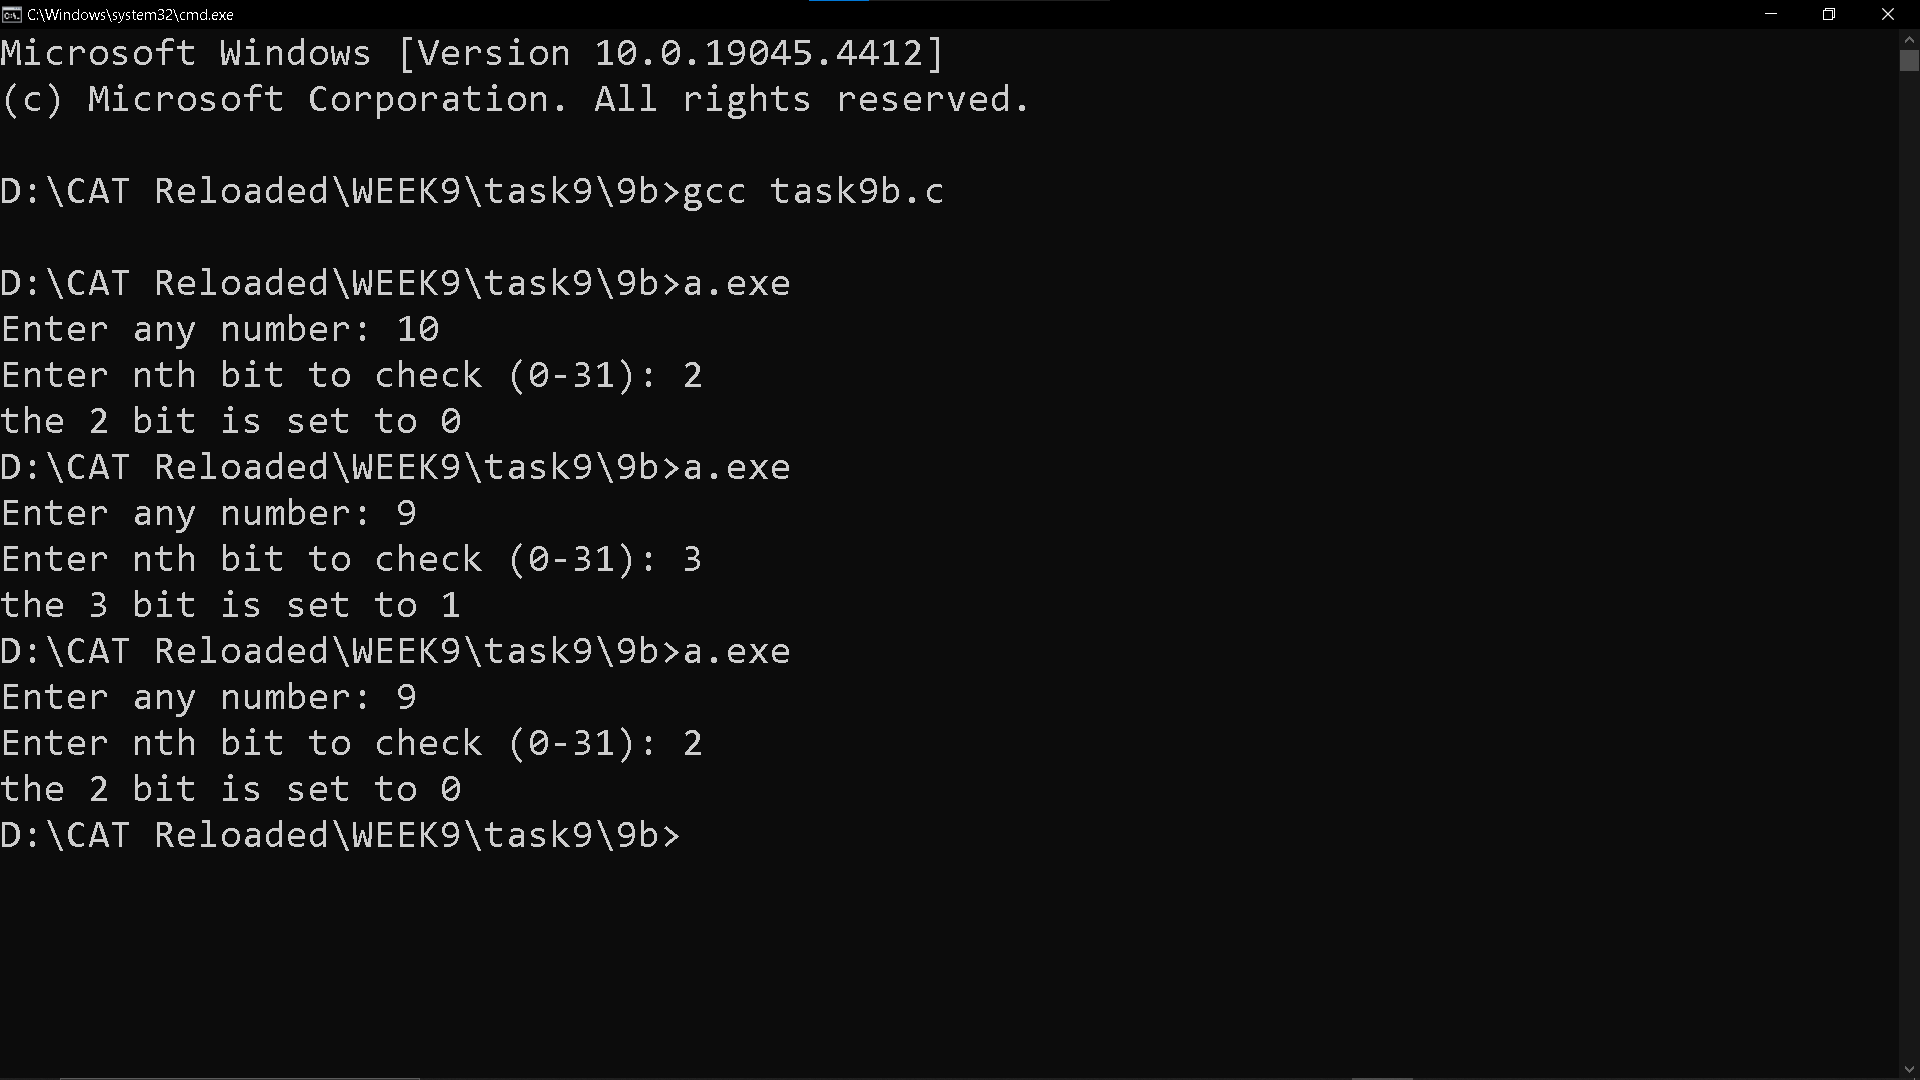 C:\Windows\system32\cmd.exe
Microsoft Windows [Version 10.0.19045.4412]
(c) Microsoft Corporation. All rights reserved.
D:\CAT Reloaded\WEEK9\task9\9b>gcc task9b.c
D:\CAT Reloaded\WEEK9\task9\9b>a.exe
Enter any number: 10
Enter nth bit to check (0-31): 2
the 2 bit is set to 0
D:\CAT Reloaded\WEEK9\task9\9b>a.exe
Enter any number: 9
Enter nth bit to check (0-31): 3
the 3 bit is set to 1
D:\CAT Reloaded\WEEK9\task9\9b>a.exe
Enter any number: 9
Enter nth bit to check (0-31): 2
the 2 bit is set to 0
D:\CAT Reloaded\WEEK9\task9\9b>